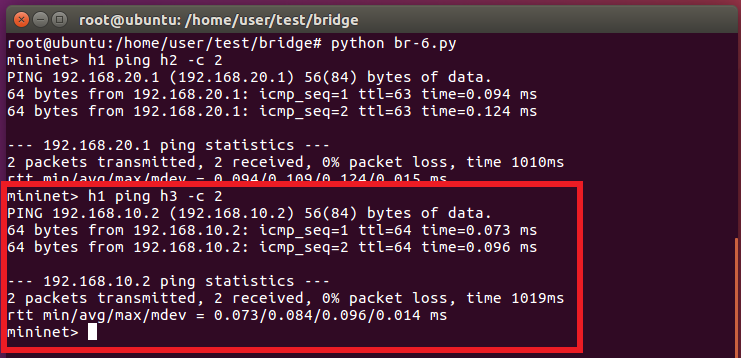 root@ubuntu: /home/user/test/bridge
root@ubuntu:/home/user/test/bridge# python br-6.py
mininet> h1 ping h2 -c 2
PING 192.168.20.1 (192.168.20.1) 56(84) bytes of data.
64 bytes from 192.168.20.1: icmp_seq=1 ttl=63 time=0.094 ms
64 bytes from 192.168.20.1: icmp_seq=2 ttl=63 time=0.124 ms
--- 192.168.20.1 ping statistics ---
2 packets transmitted, 2 received, 0% packet loss, time 1010ms
rtt min/avg/max/mdev = 0.094/0.109/0.124/0.015 ms
mininet> h1 ping h3 -c 2
PING 192.168.10.2 (192.168.10.2) 56(84) bytes of data.
64 bytes from 192.168.10.2: icmp_seq=1 ttl=64 time=0.073 ms
64 bytes from 192.168.10.2: icmp_seq=2 ttl=64 time=0.096 ms
--- 192.168.10.2 ping statistics ---
2 packets transmitted, 2 received, 0% packet loss, time 1019ms
rtt min/avg/max/mdev = 0.073/0.084/0.096/0.014 ms
mininet>